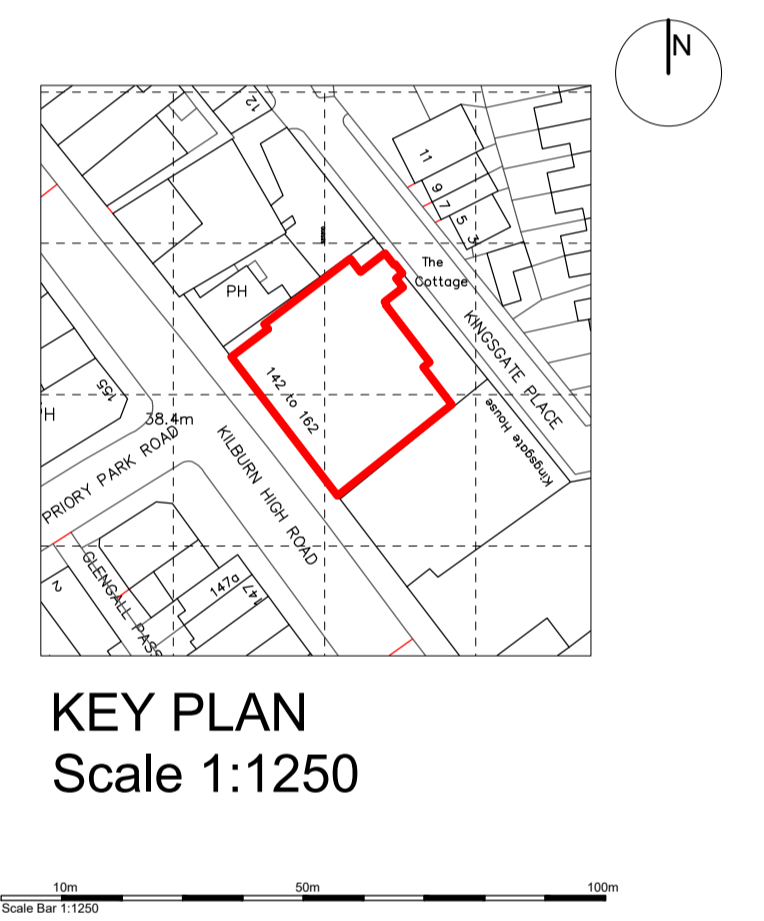 N
12
11
9
7
5
3
The
Cottage
PH
KINGSGATE PLACE
142 to 162
155
H
38.4m
PRIORY PARK ROAD
KILBURN HIGH ROAD
Kingsgate House
GLENGALL PASS
2
147a
147
KEY PLAN
Scale 1:1250
10m
50m
100m
Scale Bar 1:1250